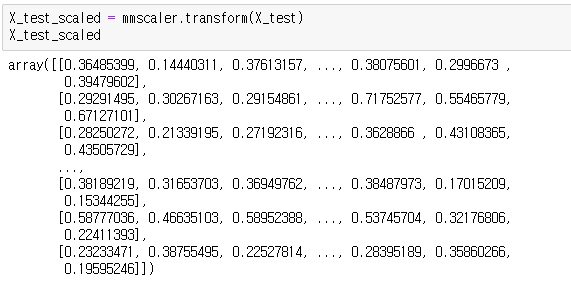 X_test_scaled = mmscaler.transform(X_test)
X_test_scaled
array([[0.36485399, 0.14440311, 0.37613157, ..., 0.38075601, 0.2996673 ,
0.39479602],
[0.29291495, 0.30267163, 0.29154861, ..., 0.71752577, 0.55465779,
0.67127101],
[0.28250272, 0.21339195, 0.27192316, ..., 0.3628866 , 0.43108365,
0.43505729],
...,
[0.38189219, 0.31653703, 0.36949762, ..., 0.38487973, 0.17015209,
0.15344255],
[0.58777036, 0.46635103, 0.58952388, ..., 0.53745704, 0.32176806,
0.22411393],
[0.23233471, 0.38755495, 0.22527814, ..., 0.28395189, 0.35860266,
0.19595246]])